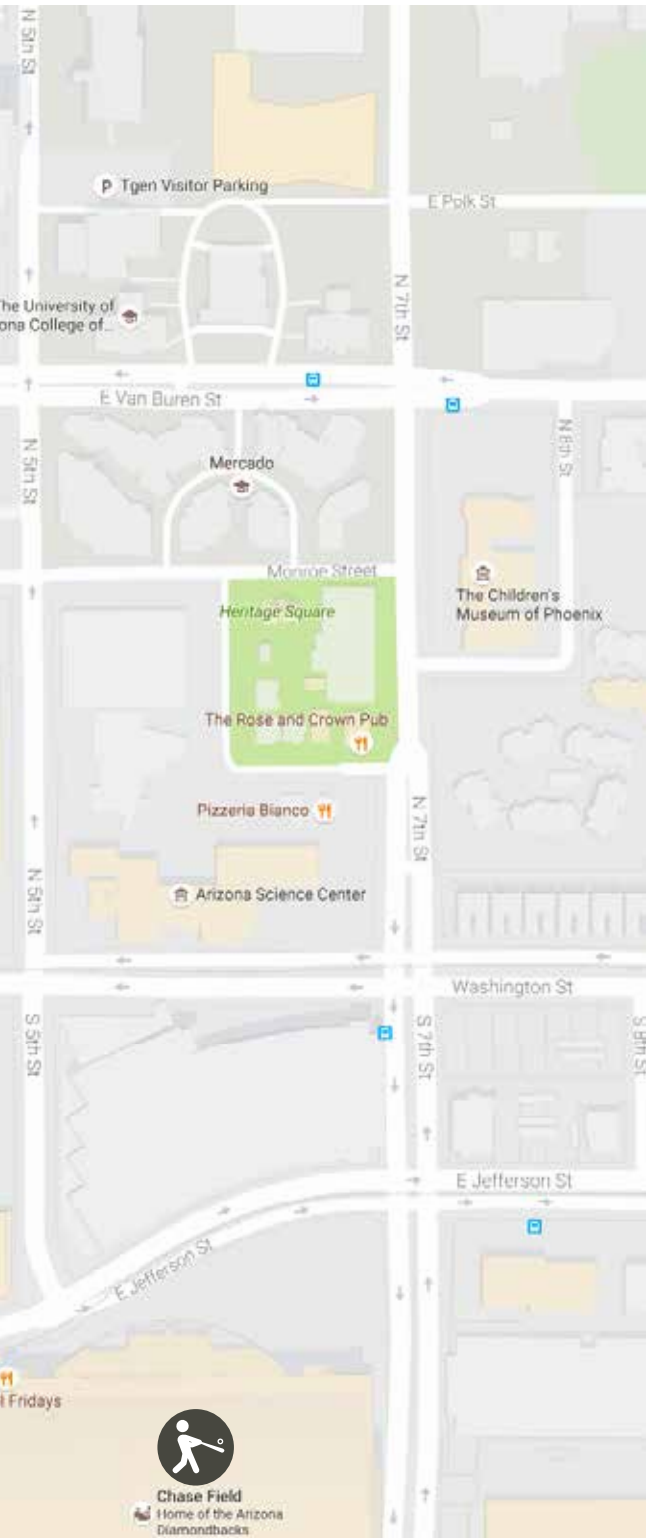 N 5th St
P Tgen Visitor Parking
E Polk St
N 7th St
The University of
ona College of...
E Van Buren St
N 5th St
N 8th St
Mercado
Monroe Street
Heritage Square
The Children's
Museum of Phoenix
The Rose and Crown Pub
Pizzeria Bianco
N 7th St
N 5th St
Arizona Science Center
Washington St
S 5th St
S 7th St
S 8th St
E Jefferson St
E Jefferson St
Fridays
Chase Field
Home of the Arizona
Diamondbacks